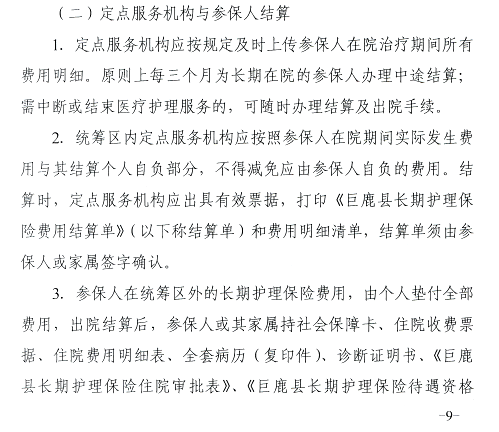 （二）定点服务机构与参保人结算
1. 定点服务机构应按规定及时上传参保人在院治疗期间所有
费用明细。原则上每三个月为长期在院的参保人办理中途结算；
需中断或结束医疗护理服务的，可随时办理结算及出院手续。
2. 统筹区内定点服务机构应按照参保人在院期间实际发生费
用与其结算个人自负部分，不得减免应由参保人自负的费用。结
算时，定点服务机构应出具有效票据，打印《巨鹿县长期护理保
险费用结算单》（以下称结算单）和费用明细清单，结算单须由参
保人或家属签字确认。
3. 参保人在统筹区外的长期护理保险费用，由个人垫付全部
费用，出院结算后，参保人或其家属持社会保障卡、住院收费票
据、住院费用明细表、全套病历（复印件）、诊断证明书、《巨鹿
县长期护理保险住院审批表》、《巨鹿县长期护理保险待遇资格
-9-